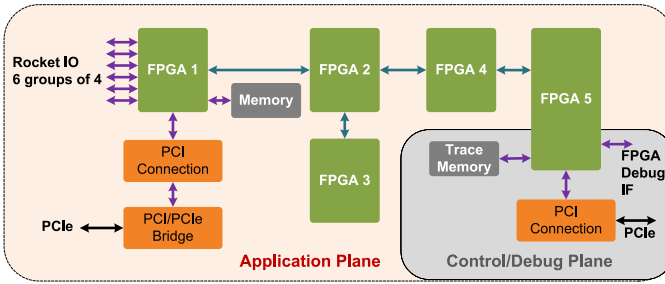 Rocket IO
6 groups of 4
FPGA 1
FPGA 2
FPGA 4
FPGA 5
Memory
PCI
Connection
FPGA 3
Trace
Memory
FPGA
Debug
IF
PCIe
PCI/PCIe
Bridge
PCI
Connection
PCIe
Application Plane
Control/Debug Plane